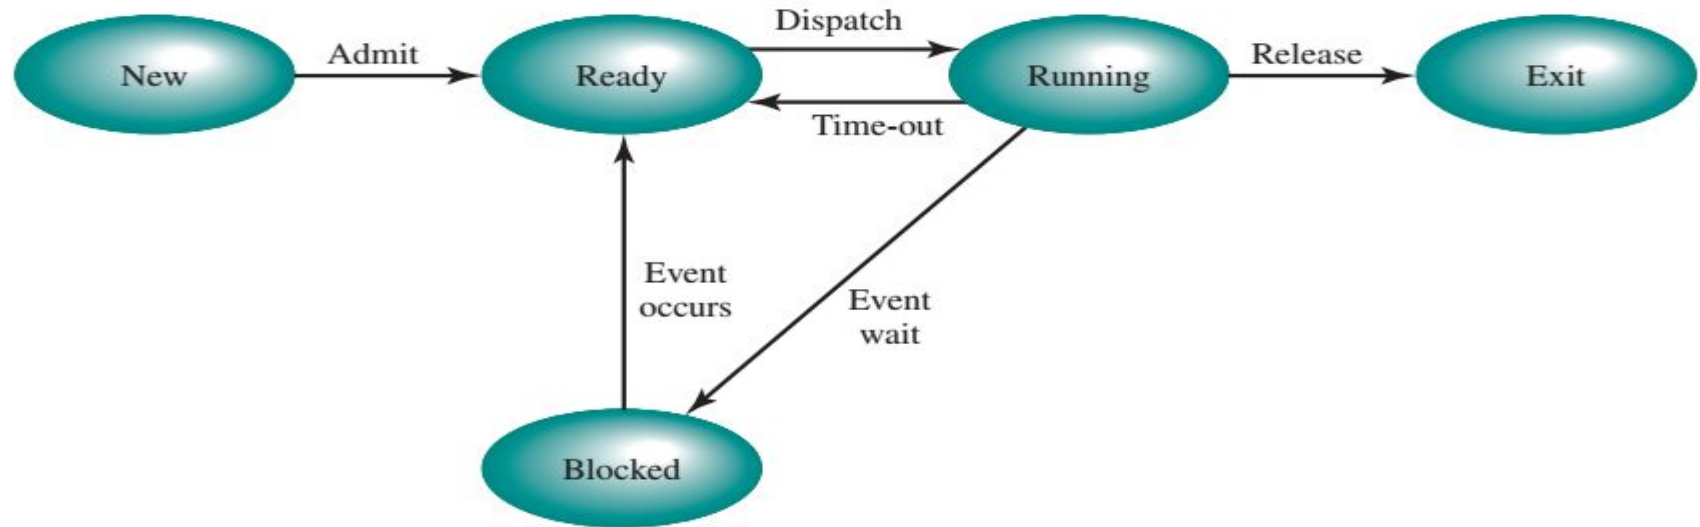 Dispatch
Admit
Release
New
Ready
Running
Exit
Time-out
Event
occurs
Event
wait
Blocked